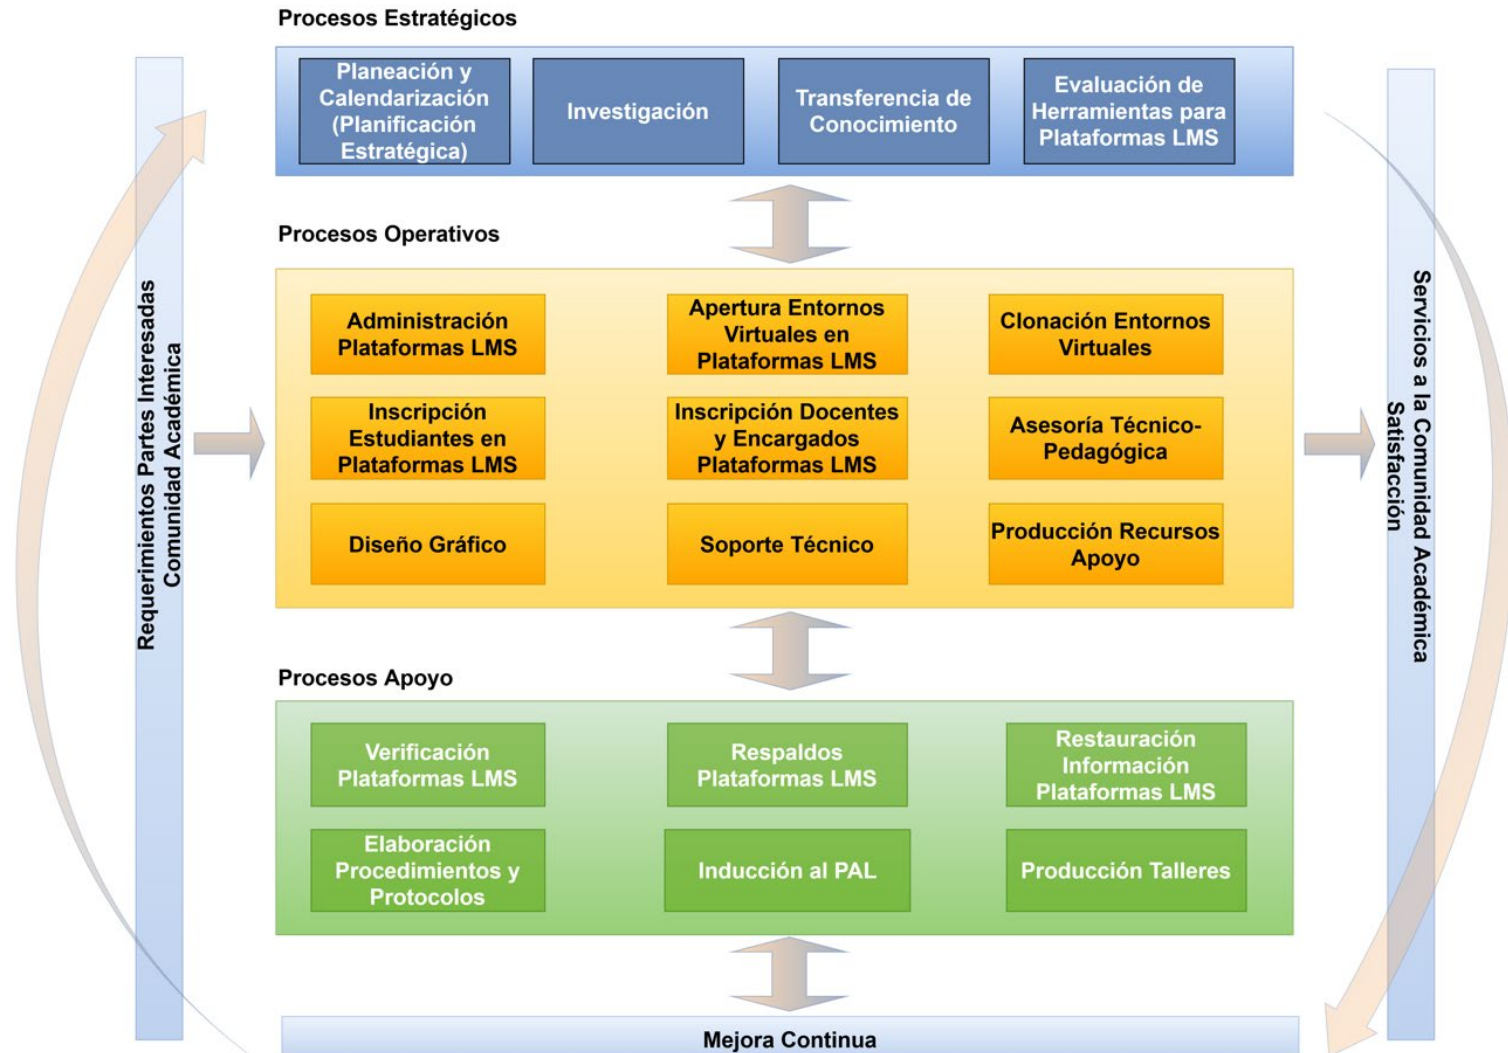 Procesos Estratégicos
Planeación y
Calendarización
(Planificación
Estratégica)
Investigación
Transferencia de
Conocimiento
Evaluación de
Herramientas para
Plataformas LMS
Requerimientos Partes Interesadas
Comunidad Académica
Procesos Operativos
Administración
Plataformas LMS
Apertura Entornos
Virtuales en
Plataformas LMS
Clonación Entornos
Virtuales
Inscripción
Estudiantes en
Plataformas LMS
Inscripción Docentes
y Encargados
Plataformas LMS
Asesoría Técnico-
Pedagógica
Diseño Gráfico
Soporte Técnico
Producción Recursos
Apoyo
Servicios a la Comunidad Académica
Satisfacción
Procesos Apoyo
Verificación
Plataformas LMS
Respaldos
Plataformas LMS
Restauración
Información
Plataformas LMS
Elaboración
Procedimientos y
Protocolos
Inducción al PAL
Producción Talleres
Mejora Continua